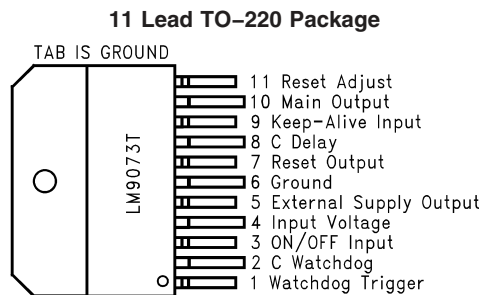 11 Lead TO–220 Package
TAB IS GROUND
LM9073T
11 Reset Adjust
10 Main Output
9 Keep-Alive Input
8 C Delay
7 Reset Output
6 Ground
5 External Supply Output
4 Input Voltage
3 ON/OFF Input
2 C Watchdog
1 Watchdog Trigger